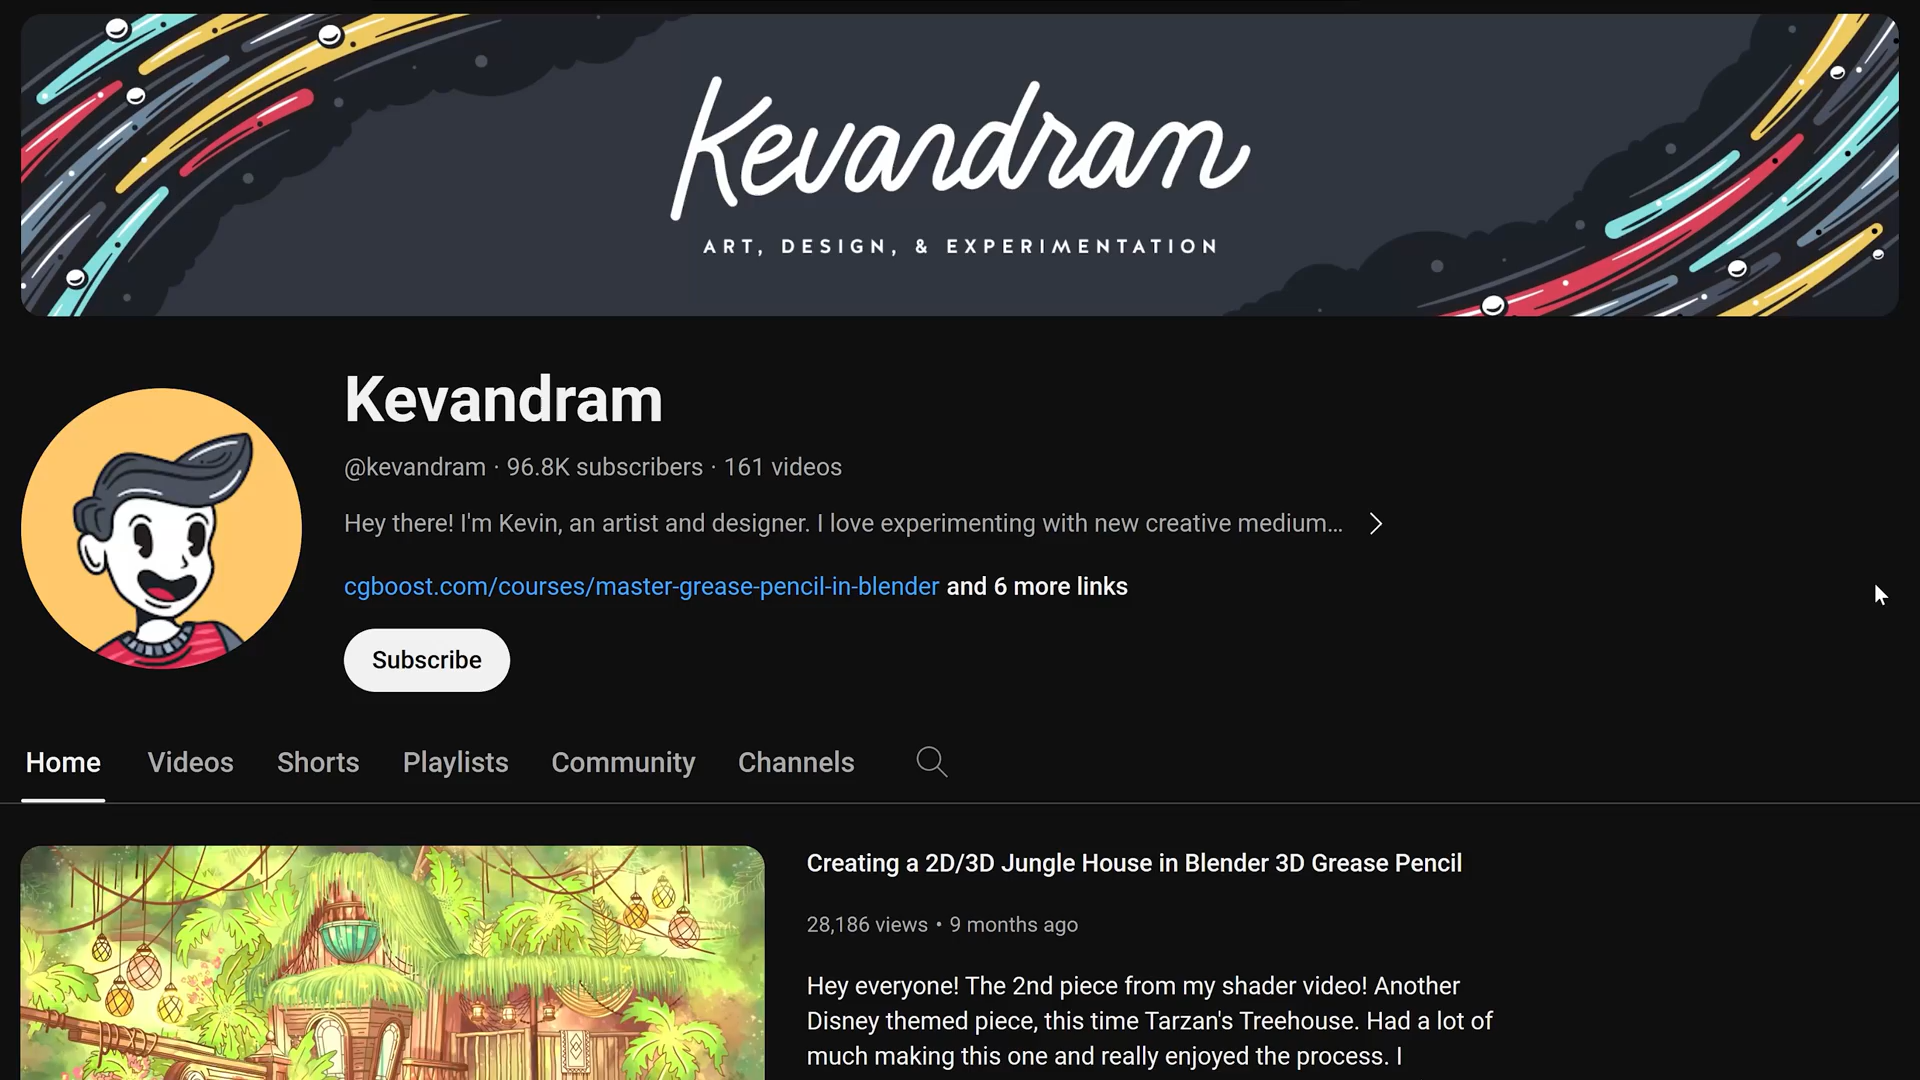 Kevandram
ART, DESIGN, & EXPERIMENTATION
Kevandram
@kevandram · 96.8K subscribers · 161 videos
Hey there! I'm Kevin, an artist and designer. I love experimenting with new creative medium...
cgboost.com/courses/master-grease-pencil-in-blender and 6 more links
Subscribe
Home Videos Shorts Playlists Community Channels
Creating a 2D/3D Jungle House in Blender 3D Grease Pencil
28,186 views • 9 months ago
Hey everyone! The 2nd piece from my shader video! Another
Disney themed piece, this time Tarzan's Treehouse. Had a lot of
much making this one and really enjoyed the process. I